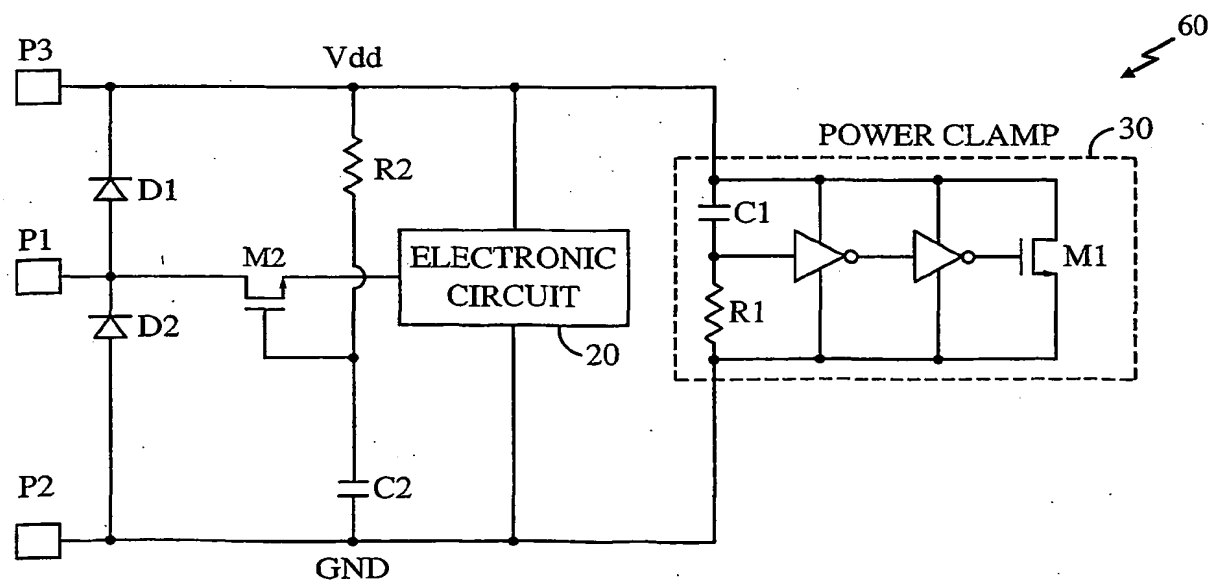 60
P3
Vdd
POWER CLAMP
30
R2
D1
C1
P1
M2
ELECTRONIC
CIRCUIT
M1
D2
R1
20
P2
C2
GND